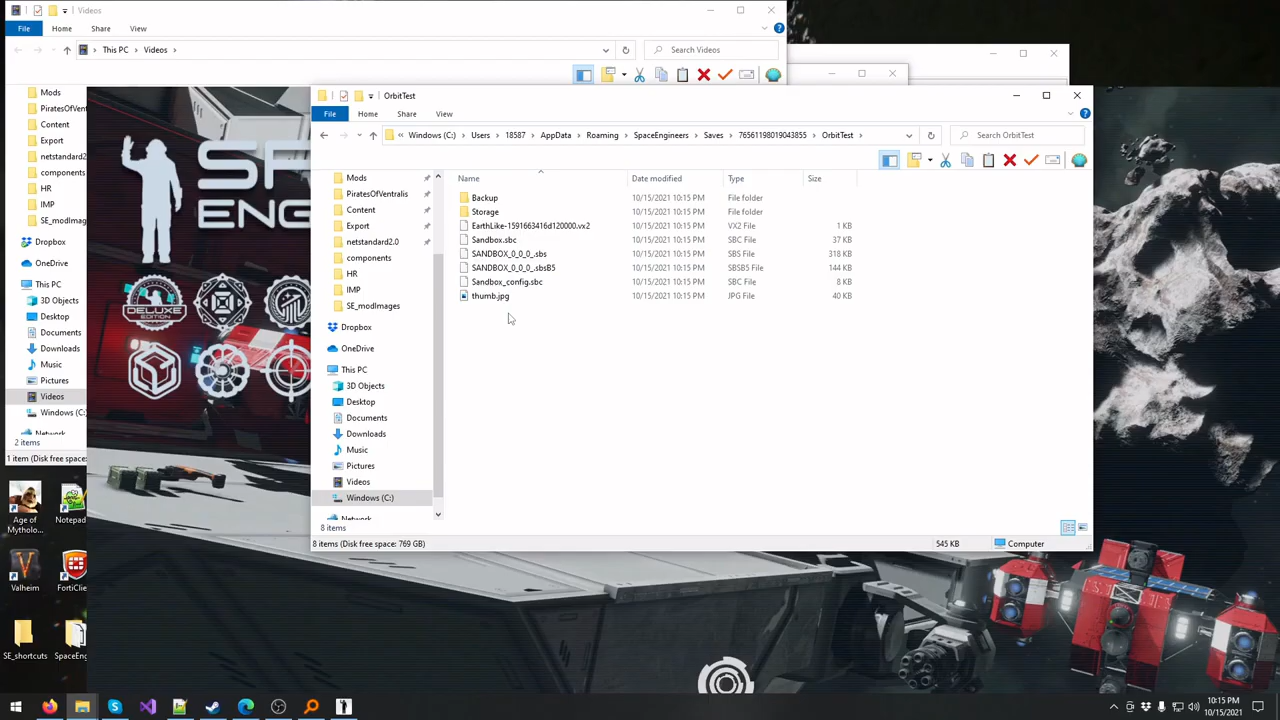 Videos
File Home Share View
This PC Videos
Search Videos
Mods
PiratesOfVentr
Content
Export
netstandard2
components
HR
IMP
SE_modImag
Dropbox
OneDrive
This PC
3D Objects
Desktop
Documents
Downloads
Music
Pictures
Videos
Windows (C:)
2 items
1 item (Disk free space:
OrbitTest
File Home Share View
« Windows (C:) Users 18587 AppData Roaming SpaceEngineers Saves 76561198019043855 OrbitTest
Search OrbitTest
Mods
PiratesOfVentralis
Content
Export
netstandard2.0
components
HR
IMP
SE_modImages
Dropbox
OneDrive
This PC
3D Objects
Desktop
Documents
Downloads
Music
Pictures
Videos
Windows (C:)
Name Date modified Type Size
Backup 10/15/2021 10:15 PM File folder
Storage 10/15/2021 10:15 PM File folder
EarthLike-1591663416d120000.vx2 10/15/2021 10:15 PM VX2 File 1 KB
Sandbox.sbc 10/15/2021 10:15 PM SBC File 37 KB
SANDBOX_0_0_0_.sbs 10/15/2021 10:15 PM SBS File 318 KB
SANDBOX_0_0_0_.sbsB5 10/15/2021 10:15 PM SBSB5 File 144 KB
Sandbox_config.sbc 10/15/2021 10:15 PM SBC File 8 KB
thumb.jpg 10/15/2021 10:15 PM JPG File 40 KB
8 items
8 items (Disk free space: 769 GB) 545 KB Computer
DELUXE
EDITION
Age of
Mytholo...
Notepad
Valheim
FortiClie
SE_shortcuts
SpaceEng
10:15 PM
10/15/2021